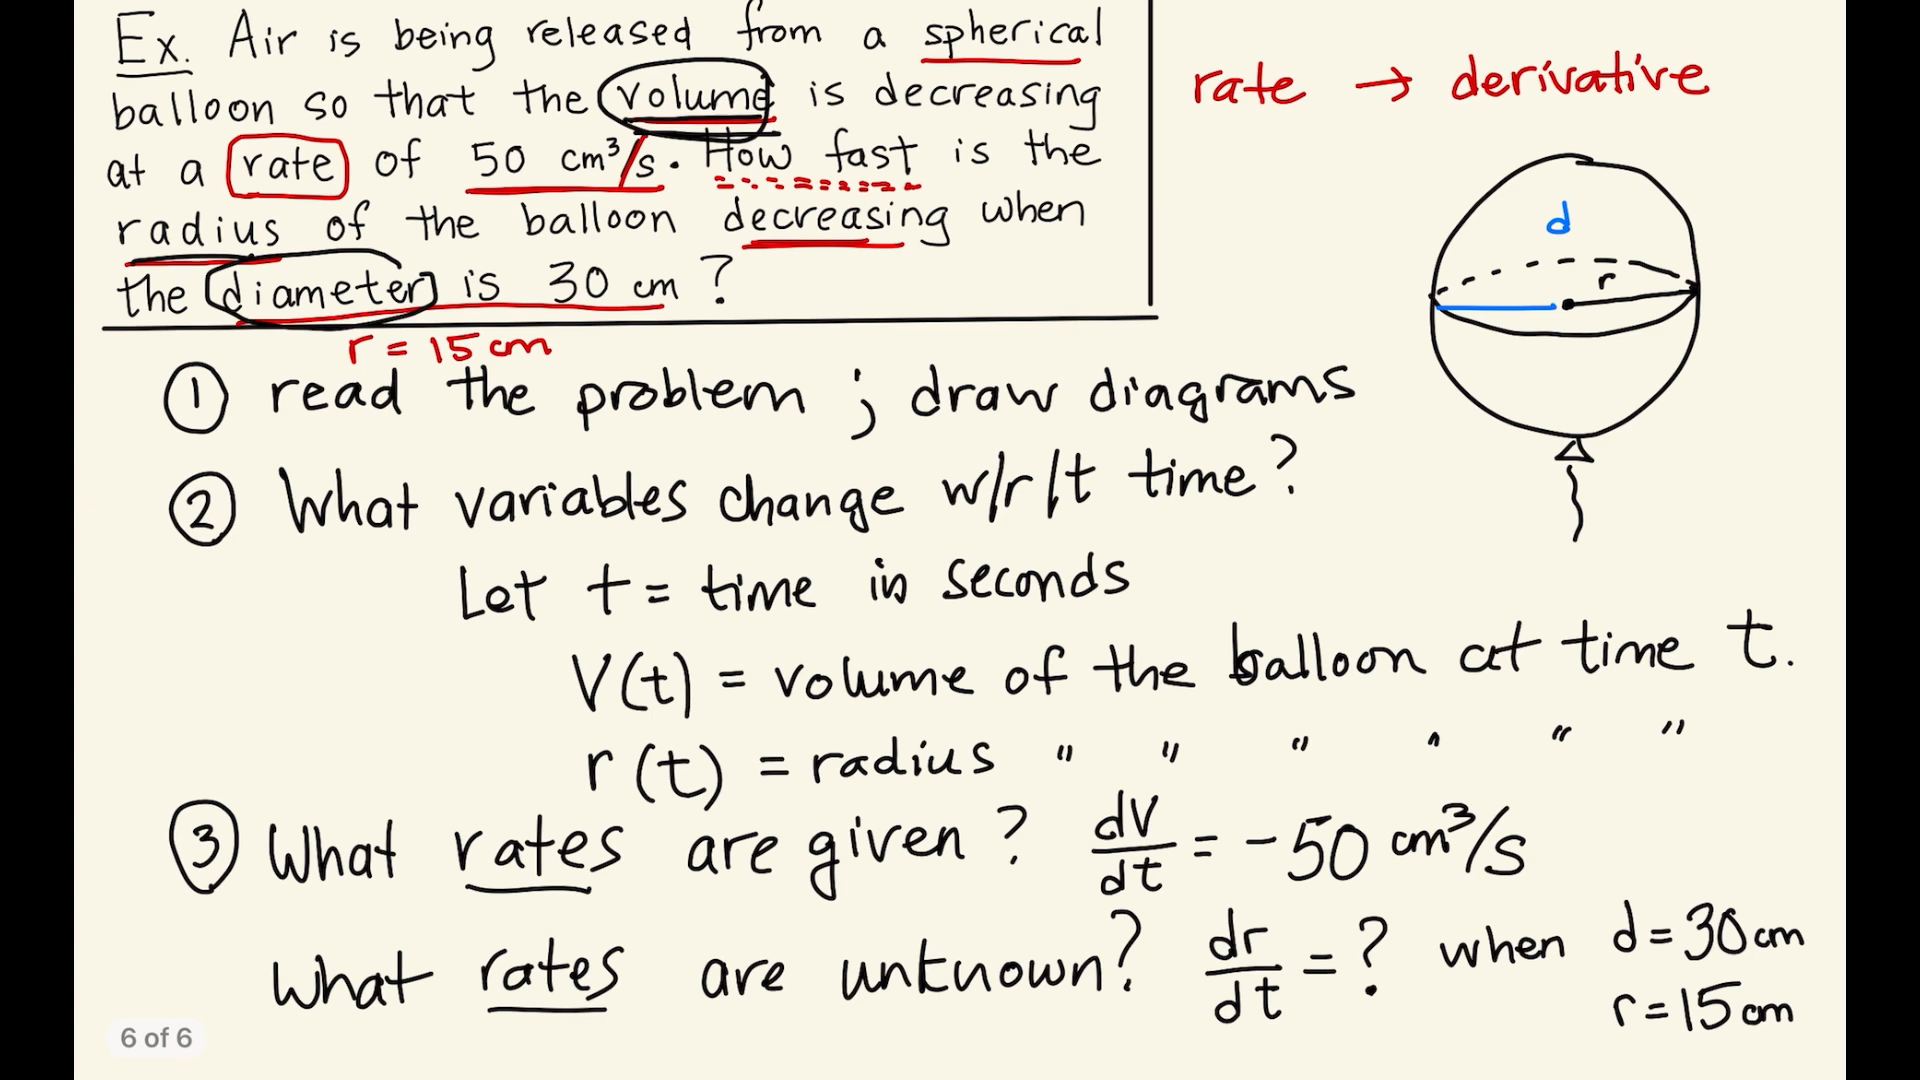 Ex. Air is being released from a spherical
balloon so that the volume is decreasing
at a rate of 50 cm³/s. How fast is the
radius of the balloon decreasing when
the diameter is 30 cm?
r = 15 cm
rate → derivative
d
r
① read the problem ; draw diagrams
② What variables change w/r/t time?
Let t = time in seconds
V(t) = volume of the balloon at time t.
r(t) = radius " " " " " "
③ What rates are given? dV/dt = -50 cm³/s
What rates are unknown? dr/dt = ? when d = 30 cm
r = 15 cm
6 of 6